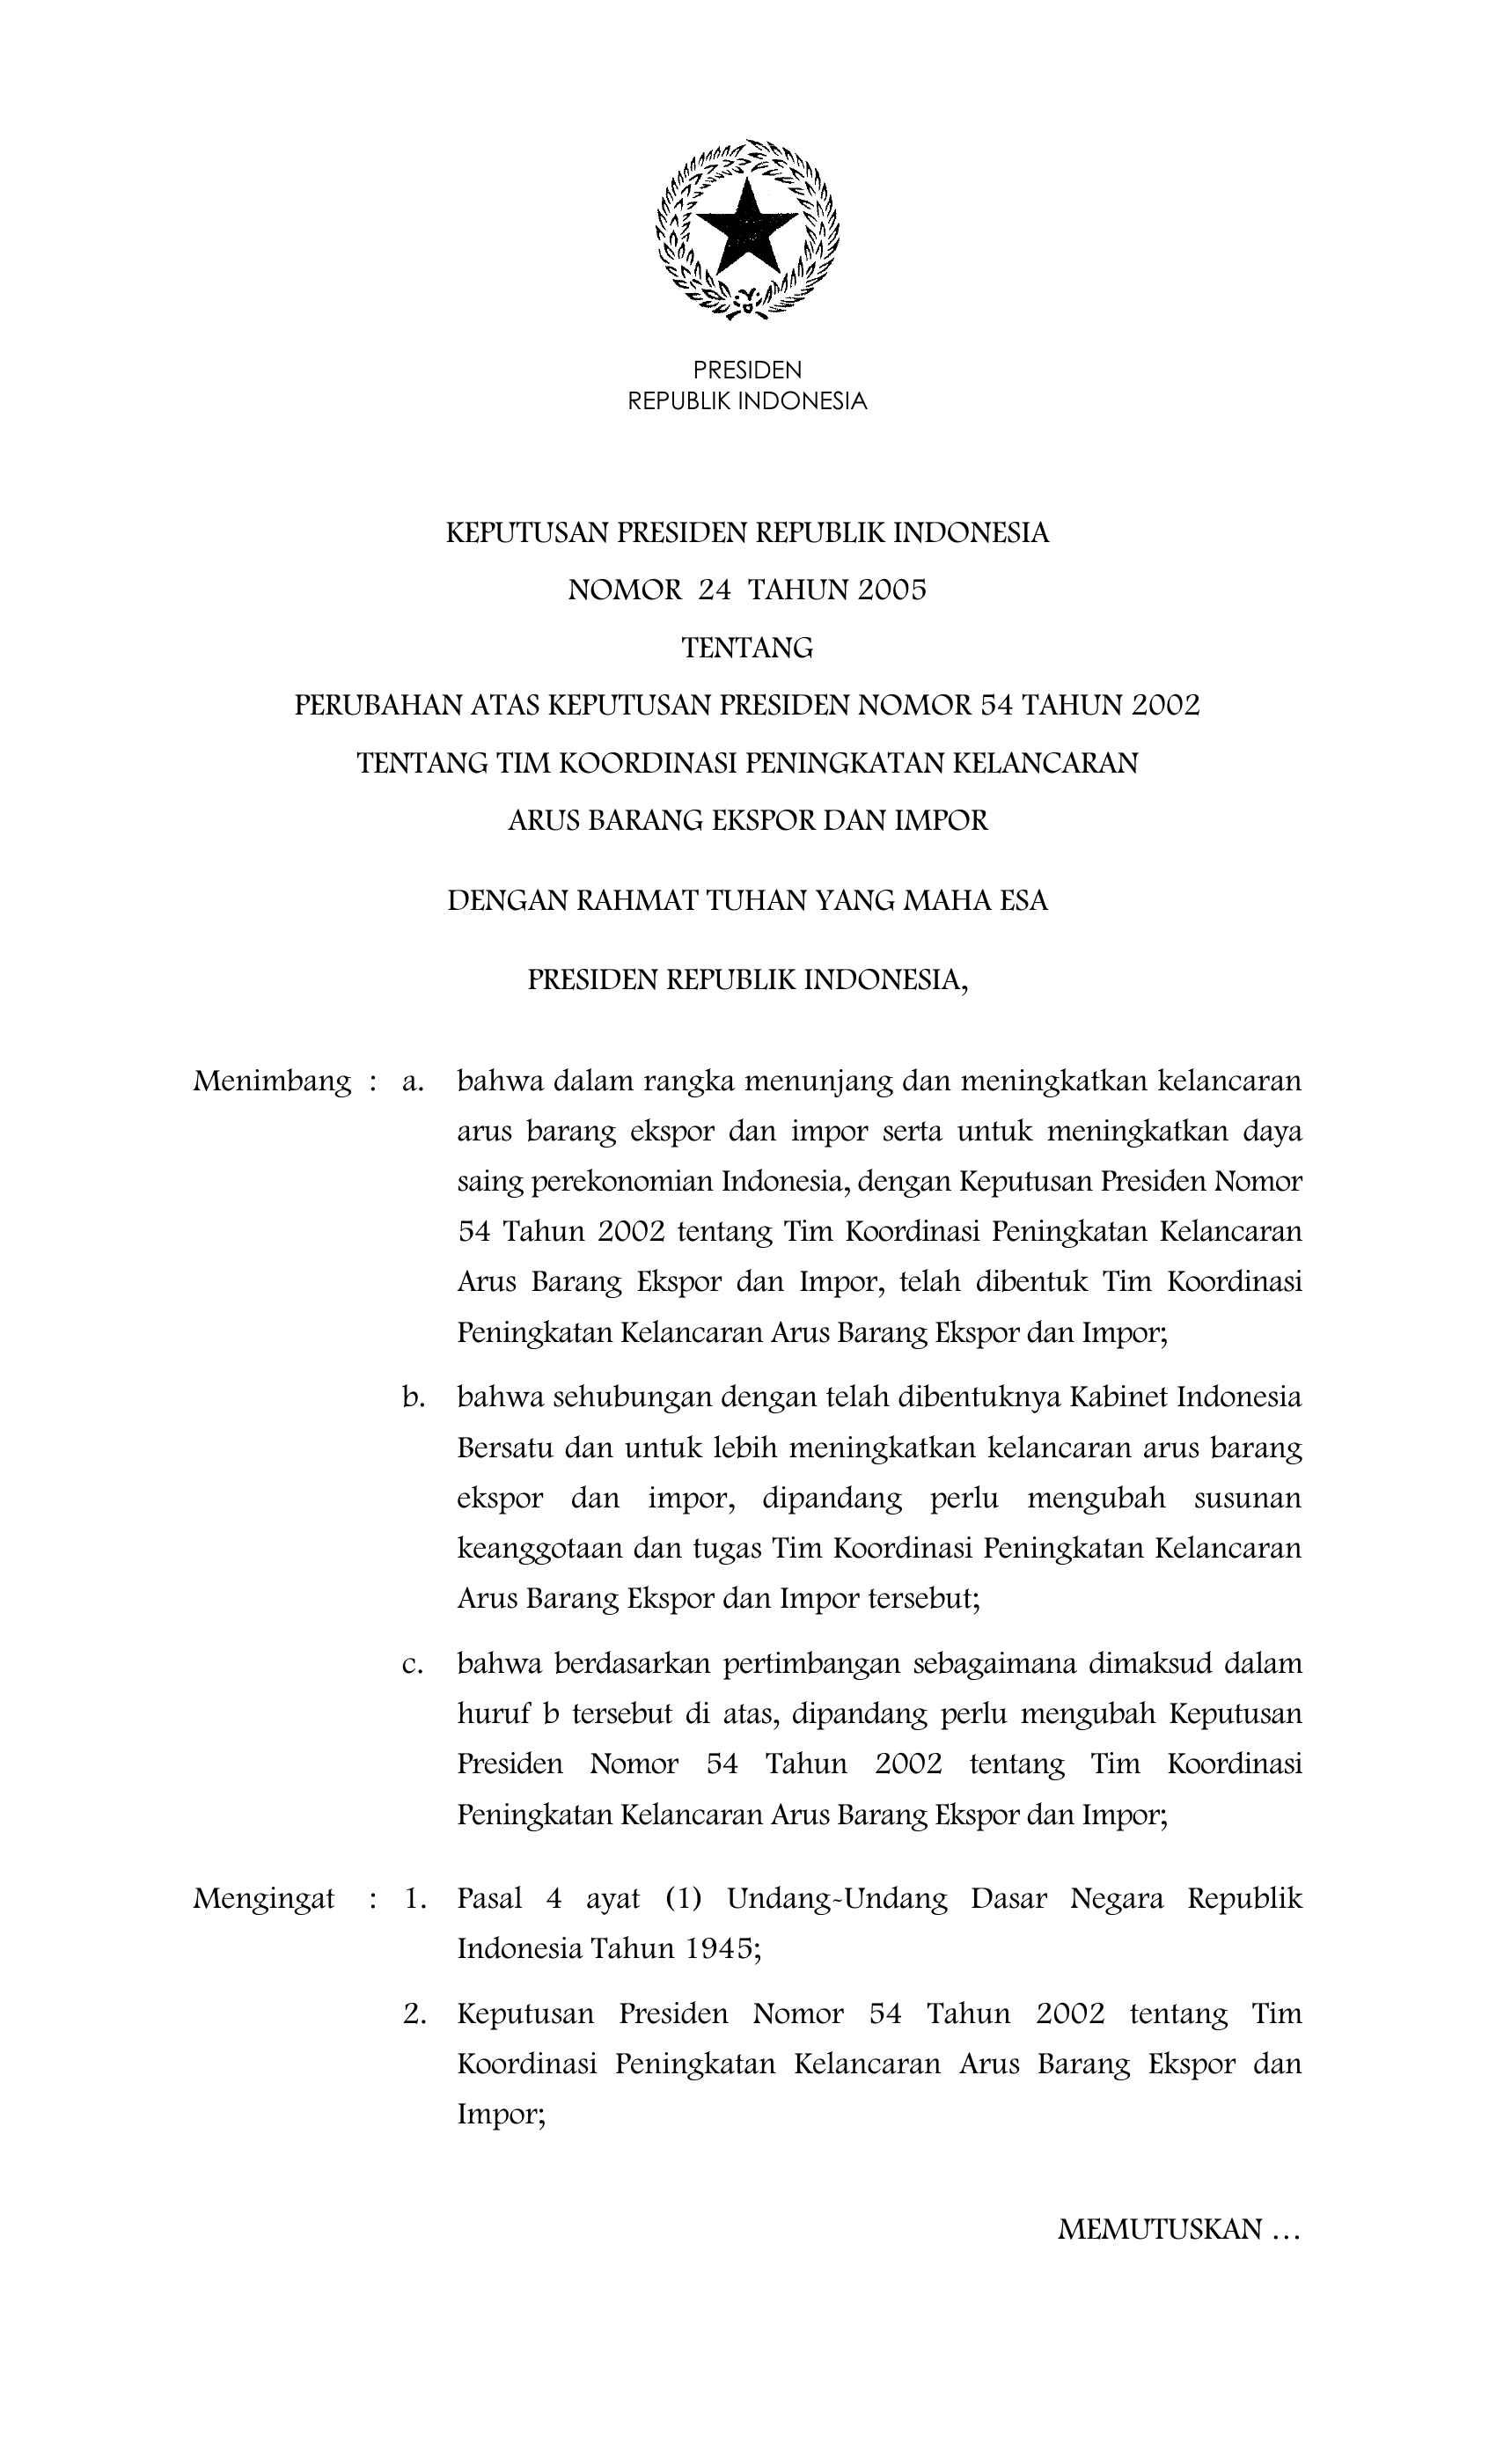 PRESIDEN
REPUBLIK INDONESIA
KEPUTUSAN PRESIDEN REPUBLIK INDONESIA
NOMOR 24 TAHUN 2005
TENTANG
PERUBAHAN ATAS KEPUTUSAN PRESIDEN NOMOR 54 TAHUN 2002
TENTANG TIM KOORDINASI PENINGKATAN KELANCARAN
ARUS BARANG EKSPOR DAN IMPOR
DENGAN RAHMAT TUHAN YANG MAHA ESA
PRESIDEN REPUBLIK INDONESIA,
Menimbang : a. bahwa dalam rangka menunjang dan meningkatkan kelancaran
arus barang ekspor dan impor serta untuk meningkatkan daya
saing perekonomian Indonesia, dengan Keputusan Presiden Nomor
54 Tahun 2002 tentang Tim Koordinasi Peningkatan Kelancaran
Arus Barang Ekspor dan Impor, telah dibentuk Tim Koordinasi
Peningkatan Kelancaran Arus Barang Ekspor dan Impor;
b. bahwa sehubungan dengan telah dibentuknya Kabinet Indonesia
Bersatu dan untuk lebih meningkatkan kelancaran arus barang
ekspor dan impor, dipandang perlu mengubah susunan
keanggotaan dan tugas Tim Koordinasi Peningkatan Kelancaran
Arus Barang Ekspor dan Impor tersebut;
c. bahwa berdasarkan pertimbangan sebagaimana dimaksud dalam
huruf b tersebut di atas, dipandang perlu mengubah Keputusan
Presiden Nomor 54 Tahun 2002 tentang Tim Koordinasi
Peningkatan Kelancaran Arus Barang Ekspor dan Impor;
Mengingat : 1. Pasal 4 ayat (1) Undang-Undang Dasar Negara Republik
Indonesia Tahun 1945;
2. Keputusan Presiden Nomor 54 Tahun 2002 tentang Tim
Koordinasi Peningkatan Kelancaran Arus Barang Ekspor dan
Impor;
MEMUTUSKAN …